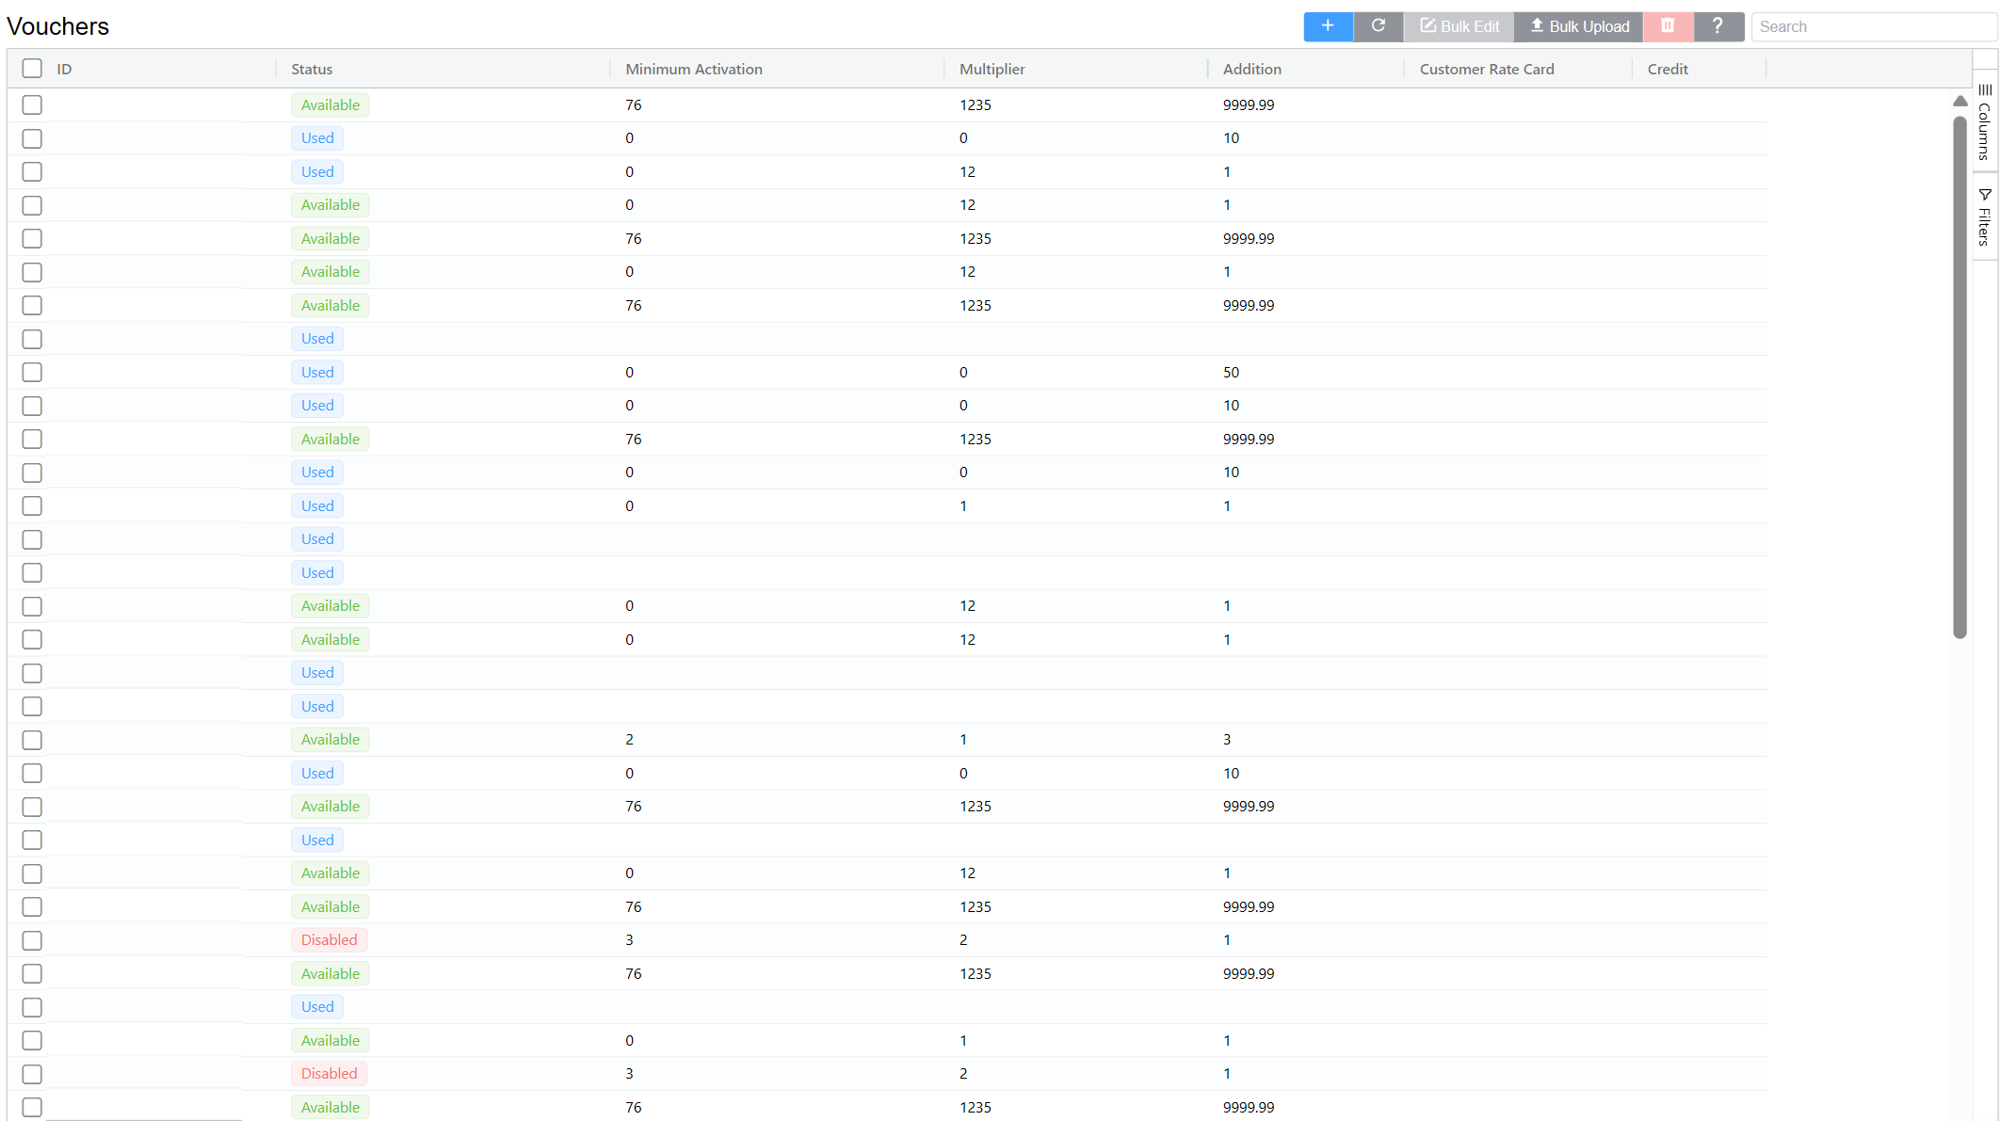 Vouchers
+ Bulk Edit Bulk Upload ? Search
ID Status Minimum Activation Multiplier Addition Customer Rate Card Credit
Available 76 1235 9999.99
Used 0 0 10
Used 0 12 1
Available 0 12 1
Available 76 1235 9999.99
Available 0 12 1
Available 76 1235 9999.99
Used
Used 0 0 50
Used 0 0 10
Available 76 1235 9999.99
Used 0 0 10
Used 0 1 1
Used
Used
Available 0 12 1
Available 0 12 1
Used
Used
Available 2 1 3
Used 0 0 10
Available 76 1235 9999.99
Used
Available 0 12 1
Available 76 1235 9999.99
Disabled 3 2 1
Available 76 1235 9999.99
Used
Available 0 1 1
Disabled 3 2 1
Available 76 1235 9999.99
Columns
Filters